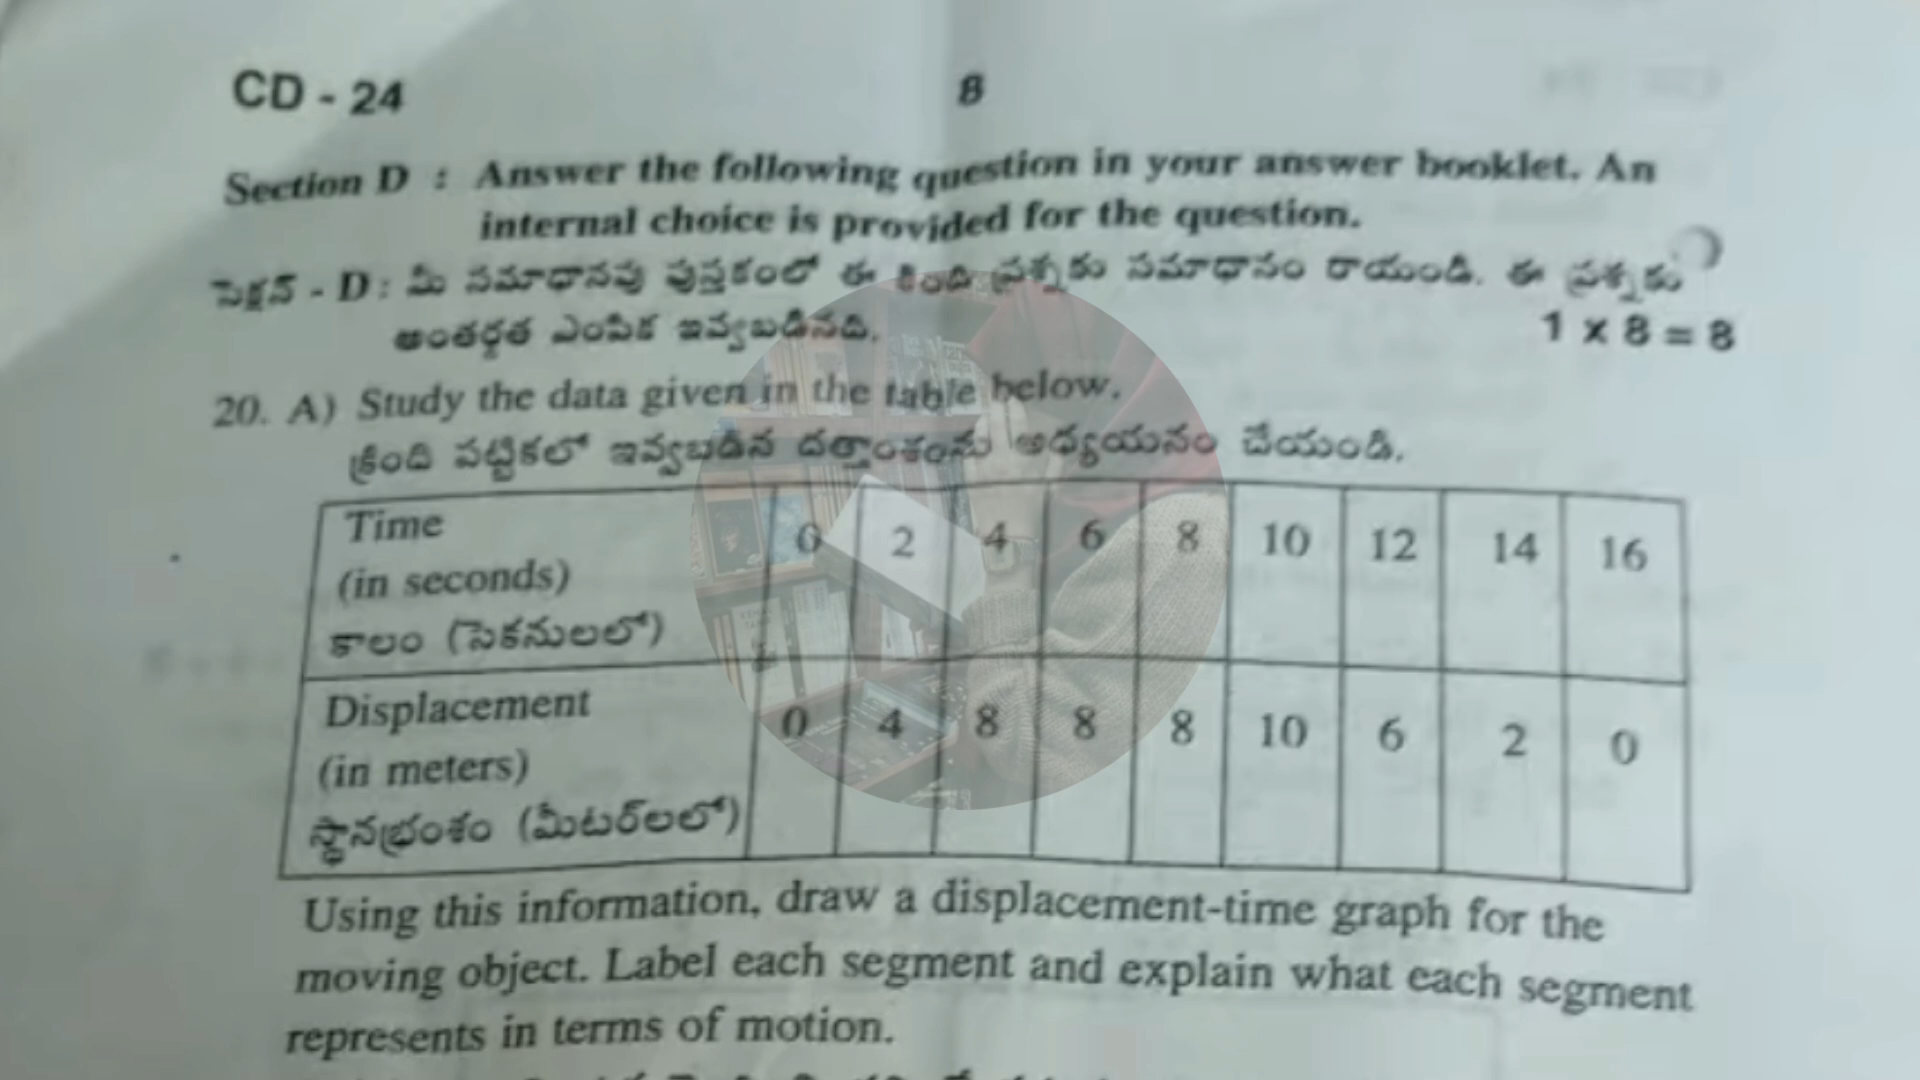 CD - 24
8
Section D : Answer the following question in your answer booklet. An
internal choice is provided for the question.
సెక్షన్ - D : మీ సమాధానపు పుస్తకంలో ఈ కింది ప్రశ్నకు సమాధానం రాయండి. ఈ ప్రశ్నకు
అంతర్గత ఎంపిక ఇవ్వబడినది.
1 x 8 = 8
20. A) Study the data given in the table below.
క్రింది పట్టికలో ఇవ్వబడిన దత్తాంశంను అధ్యయనం చేయండి.
Time
(in seconds)
కాలం (సెకనులలో)
0 2 4 6 8 10 12 14 16
Displacement
(in meters)
స్థానభ్రంశం (మీటర్‌లలో)
0 4 8 8 8 10 6 2 0
Using this information, draw a displacement-time graph for the
moving object. Label each segment and explain what each segment
represents in terms of motion.